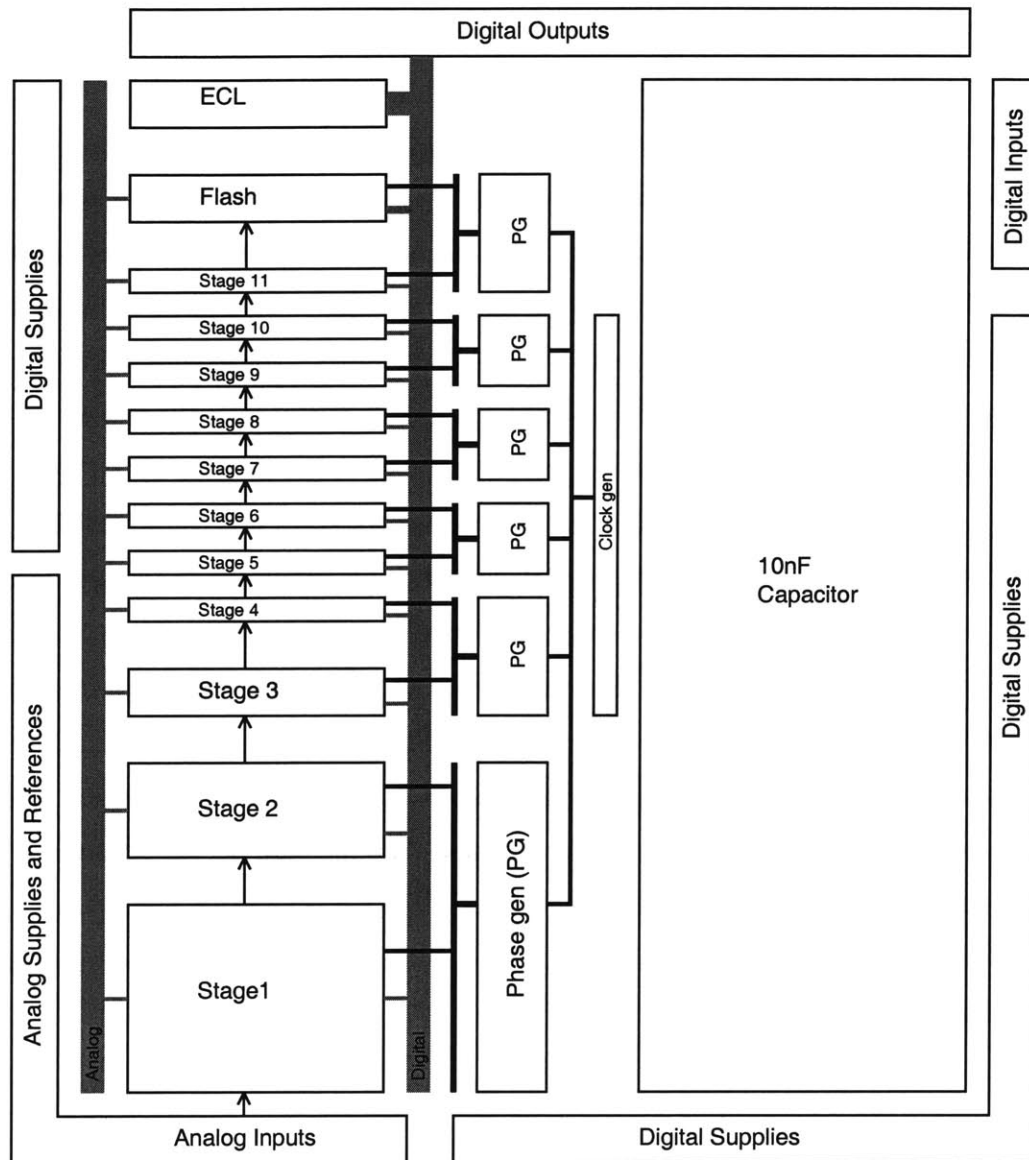 Digital Outputs
ECL
Flash
Stage 11
Stage 10
Stage 9
Stage 8
Stage 7
Stage 6
Stage 5
Stage 4
Stage 3
Stage 2
Stage1
Analog Inputs
Digital Supplies
Analog Supplies and References
Analog
Digital
PG
PG
PG
PG
PG
Phase gen (PG)
Clock gen
10nF
Capacitor
Digital Inputs
Digital Supplies
Digital Supplies